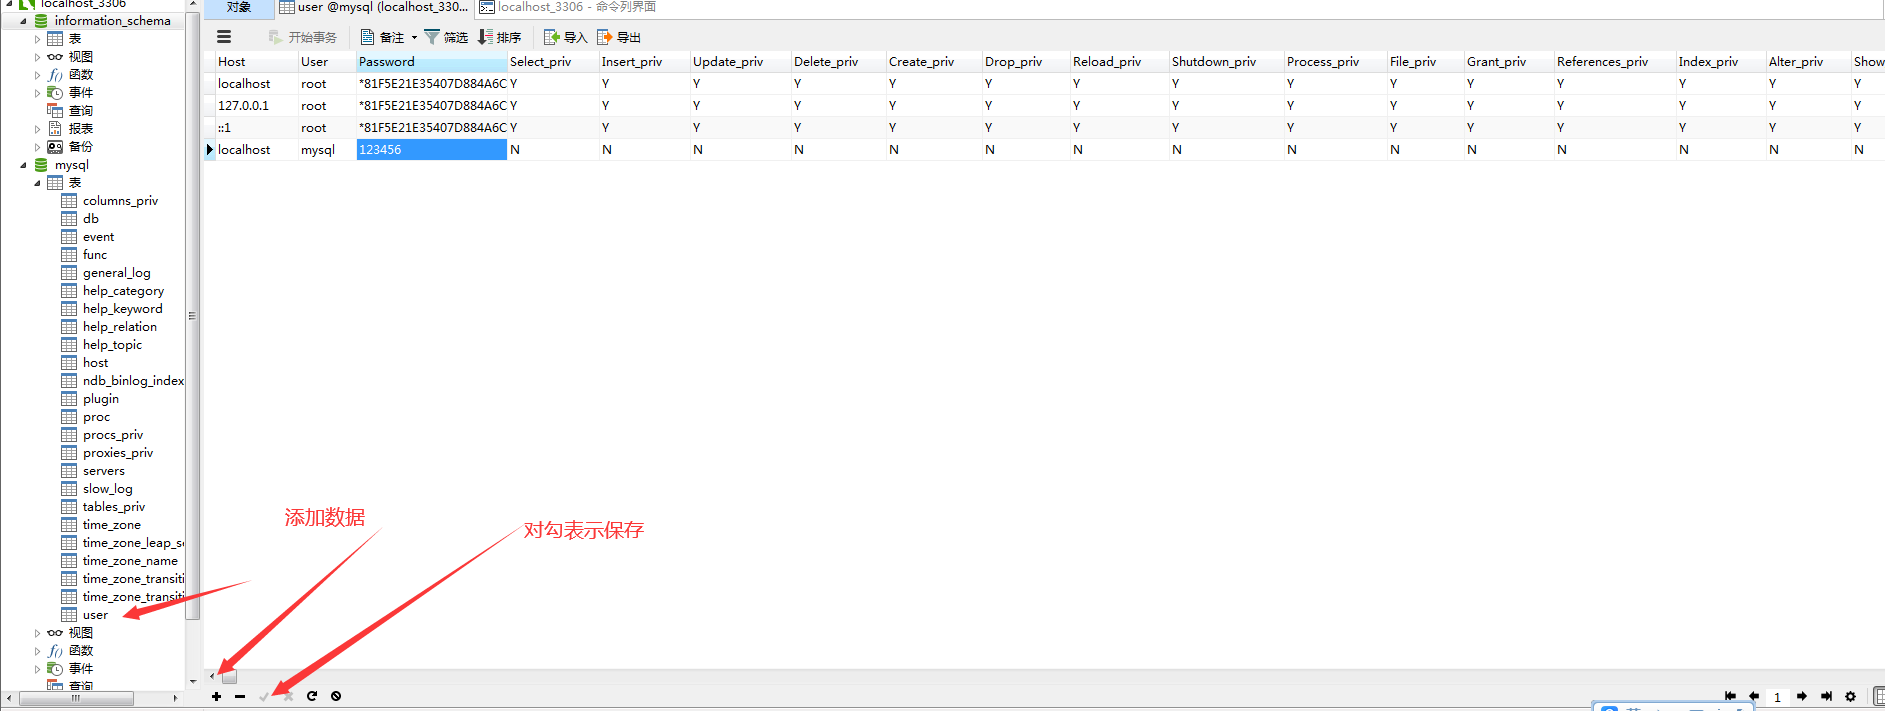 localhost_3306
对象
user @mysql (localhost_330...
localhost_3306 - 命令列界面
information_schema
表
视图
函数
事件
查询
报表
备份
mysql
表
columns_priv
db
event
func
general_log
help_category
help_keyword
help_relation
help_topic
host
ndb_binlog_index
plugin
proc
procs_priv
proxies_priv
servers
slow_log
tables_priv
time_zone
time_zone_leap_se
time_zone_name
time_zone_transiti
time_zone_transiti
user
视图
函数
事件
查询
开始事务 备注 筛选 排序 导入 导出
Host User Password Select_priv Insert_priv Update_priv Delete_priv Create_priv Drop_priv Reload_priv Shutdown_priv Process_priv File_priv Grant_priv References_priv Index_priv Alter_priv Show
localhost root *81F5E21E35407D884A6C Y Y Y Y Y Y Y Y Y Y Y Y Y Y Y
127.0.0.1 root *81F5E21E35407D884A6C Y Y Y Y Y Y Y Y Y Y Y Y Y Y Y
::1 root *81F5E21E35407D884A6C Y Y Y Y Y Y Y Y Y Y Y Y Y Y Y
localhost mysql 123456 N N N N N N N N N N N N N N N
添加数据
对勾表示保存
1